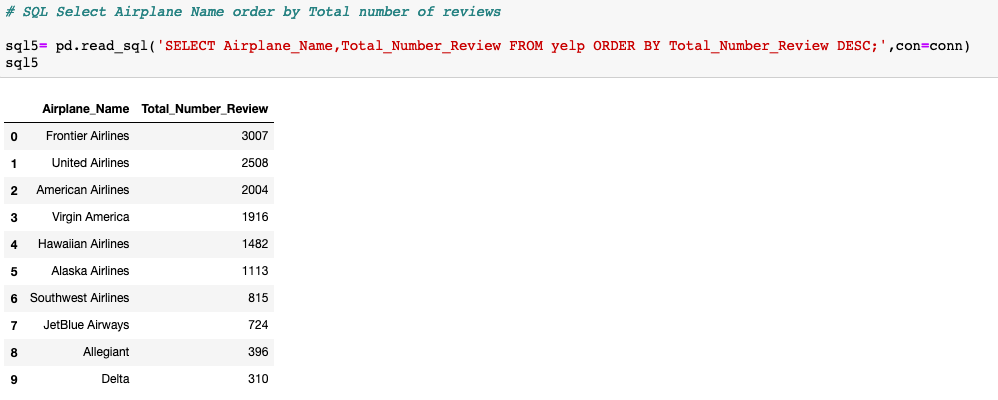 # SQL Select Airplane Name order by Total number of reviews
sql5= pd.read_sql('SELECT Airplane_Name,Total_Number_Review FROM yelp ORDER BY Total_Number_Review DESC;',con=conn)
sql5
Airplane_Name Total_Number_Review
0 Frontier Airlines 3007
1 United Airlines 2508
2 American Airlines 2004
3 Virgin America 1916
4 Hawaiian Airlines 1482
5 Alaska Airlines 1113
6 Southwest Airlines 815
7 JetBlue Airways 724
8 Allegiant 396
9 Delta 310